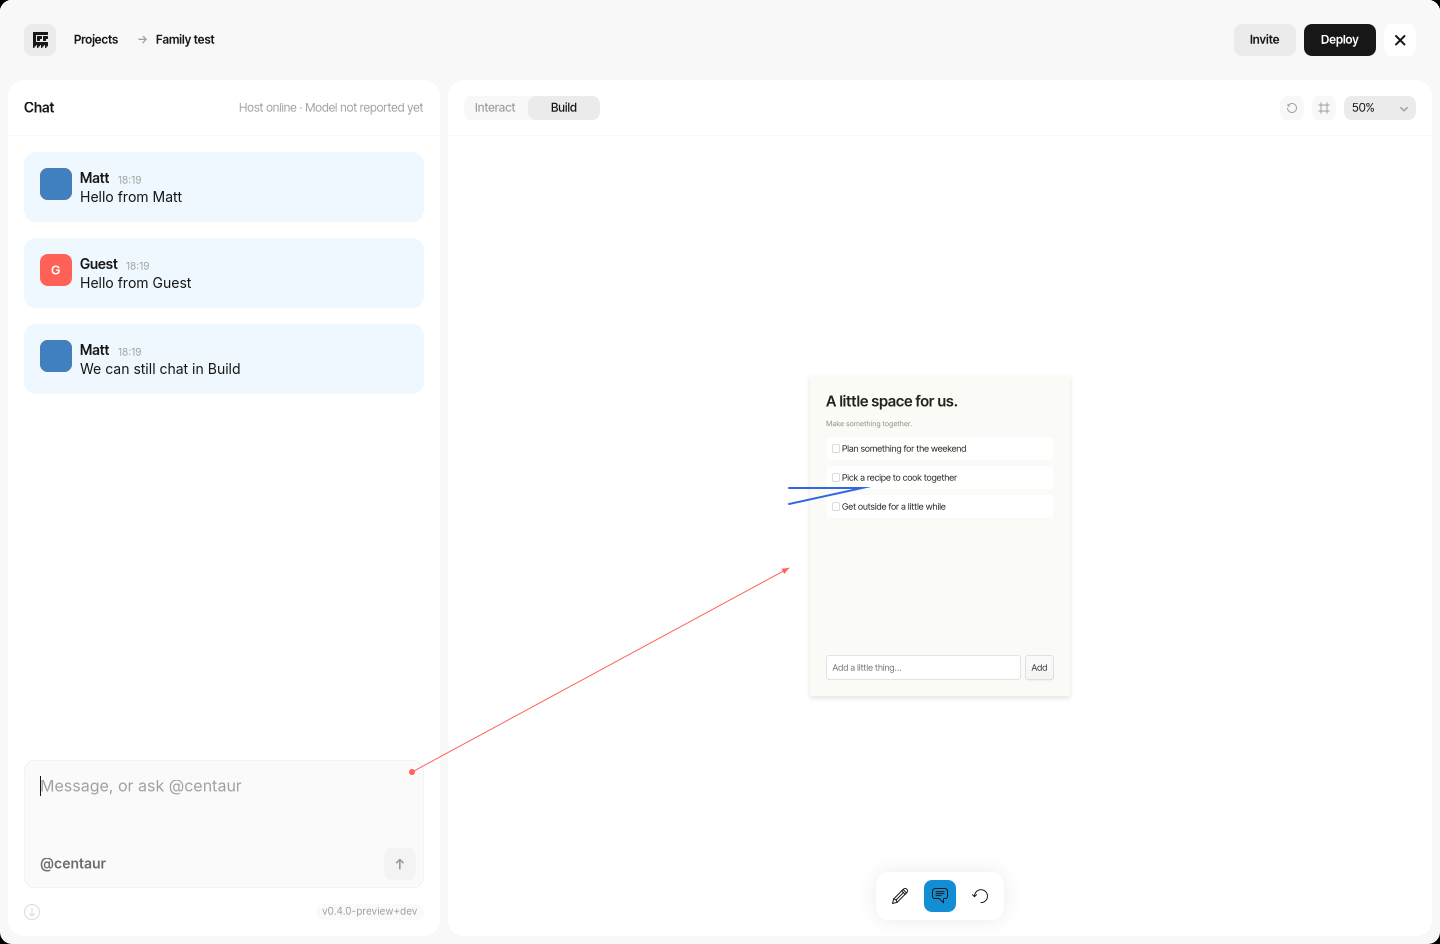 Projects → Family test
Invite
Deploy
Chat
Host online · Model not reported yet
Interact
Build
50%
Matt 18:19
Hello from Matt
G
Guest 18:19
Hello from Guest
Matt 18:19
We can still chat in Build
A little space for us.
Make something together.
Plan something for the weekend
Pick a recipe to cook together
Get outside for a little while
Add a little thing...
Add
Message, or ask @centaur
@centaur
v0.4.0-preview+dev